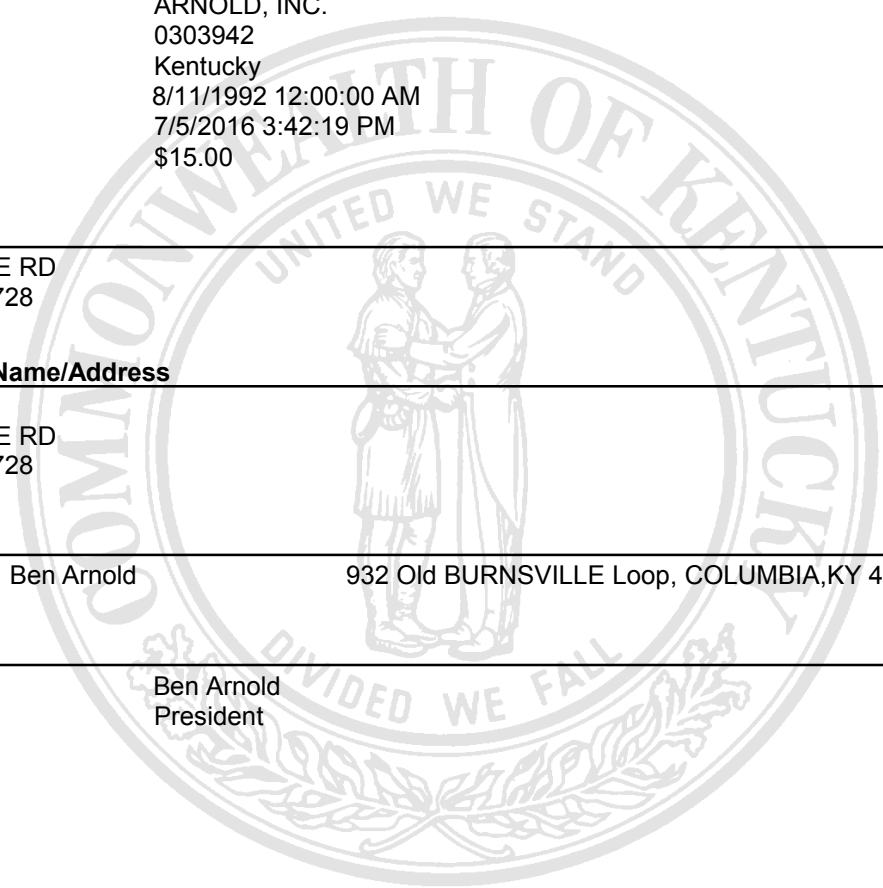 ARNOLD, INC.
0303942
Kentucky
8/11/1992 12:00:00 AM
7/5/2016 3:42:19 PM
$15.00
COMMONWEALTH OF KENTUCKY
UNITED WE STAND
E RD
728
Name/Address
E RD
728
Ben Arnold 932 Old BURNSVILLE Loop, COLUMBIA,KY 4
DIVIDED WE FALL
Ben Arnold
President